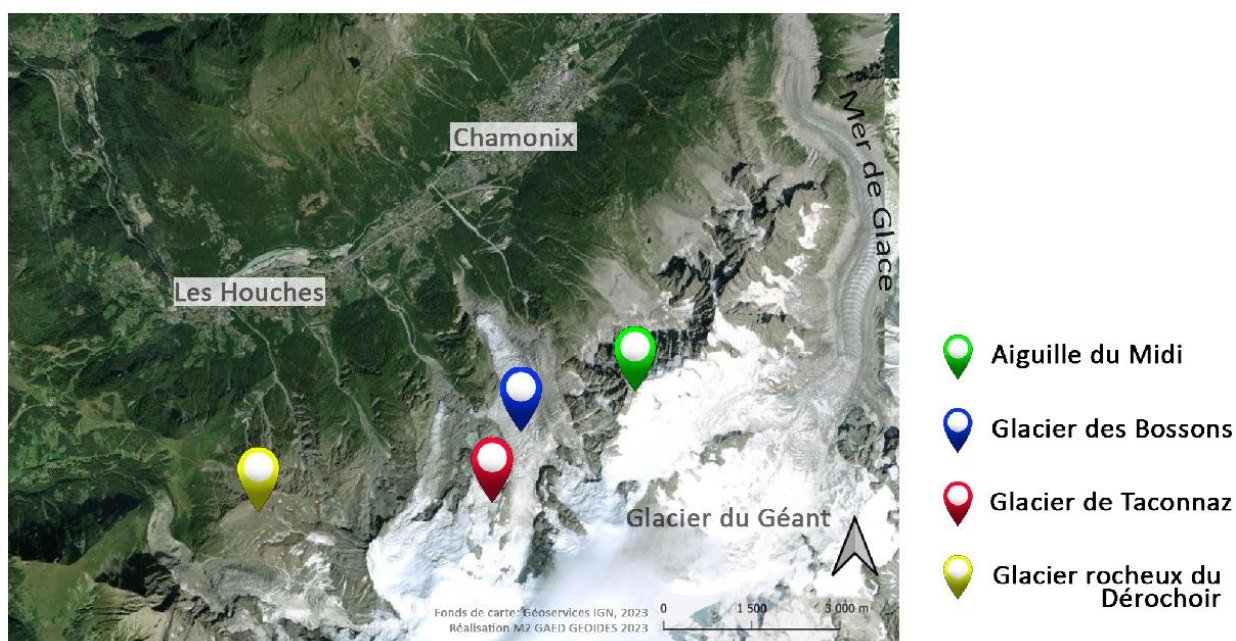 Chamonix
Mer de Glace
Les Houches
Glacier du Géant
Fonds de carte: Géoservices IGN, 2023
Réalisation M2 GAED GEOIDES 2023
0 1 500 3 000 m
Aiguille du Midi
Glacier des Bossons
Glacier de Taconnaz
Glacier rocheux du
Dérochoir